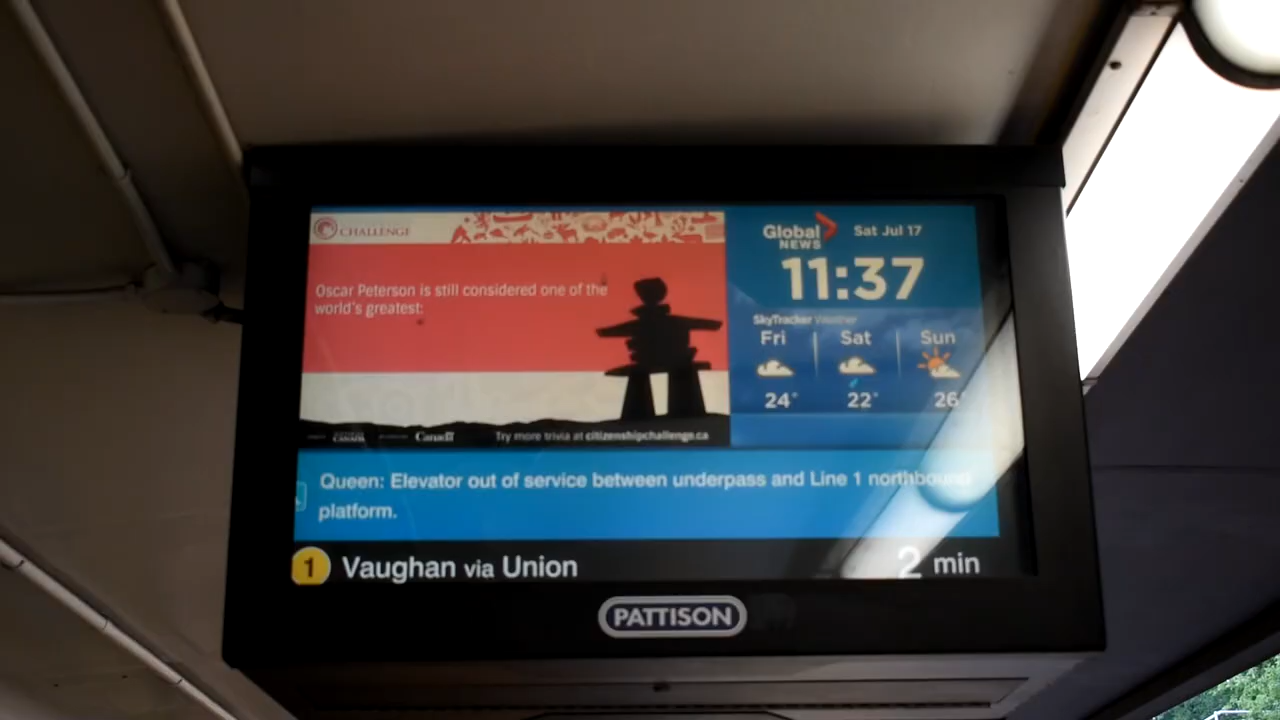 CHALLENGE
Oscar Peterson is still considered one of the
world's greatest:
Canada
Try more trivia at citizenshipchallenge.ca
Global
NEWS
Sat Jul 17
11:37
SkyTracker Weather
Fri Sat Sun
24° 22° 26°
Queen: Elevator out of service between underpass and Line 1 northbound
platform.
1 Vaughan via Union 2 min
PATTISON